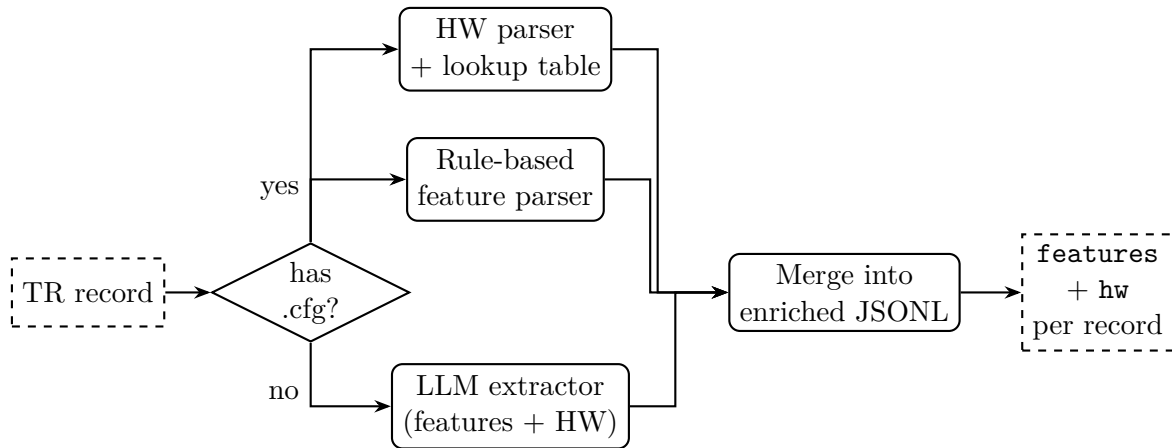 HW parser
+ lookup table
yes
Rule-based
feature parser
TR record
has
.cfg?
Merge into
enriched JSONL
features
+ hw
per record
no
LLM extractor
(features + HW)